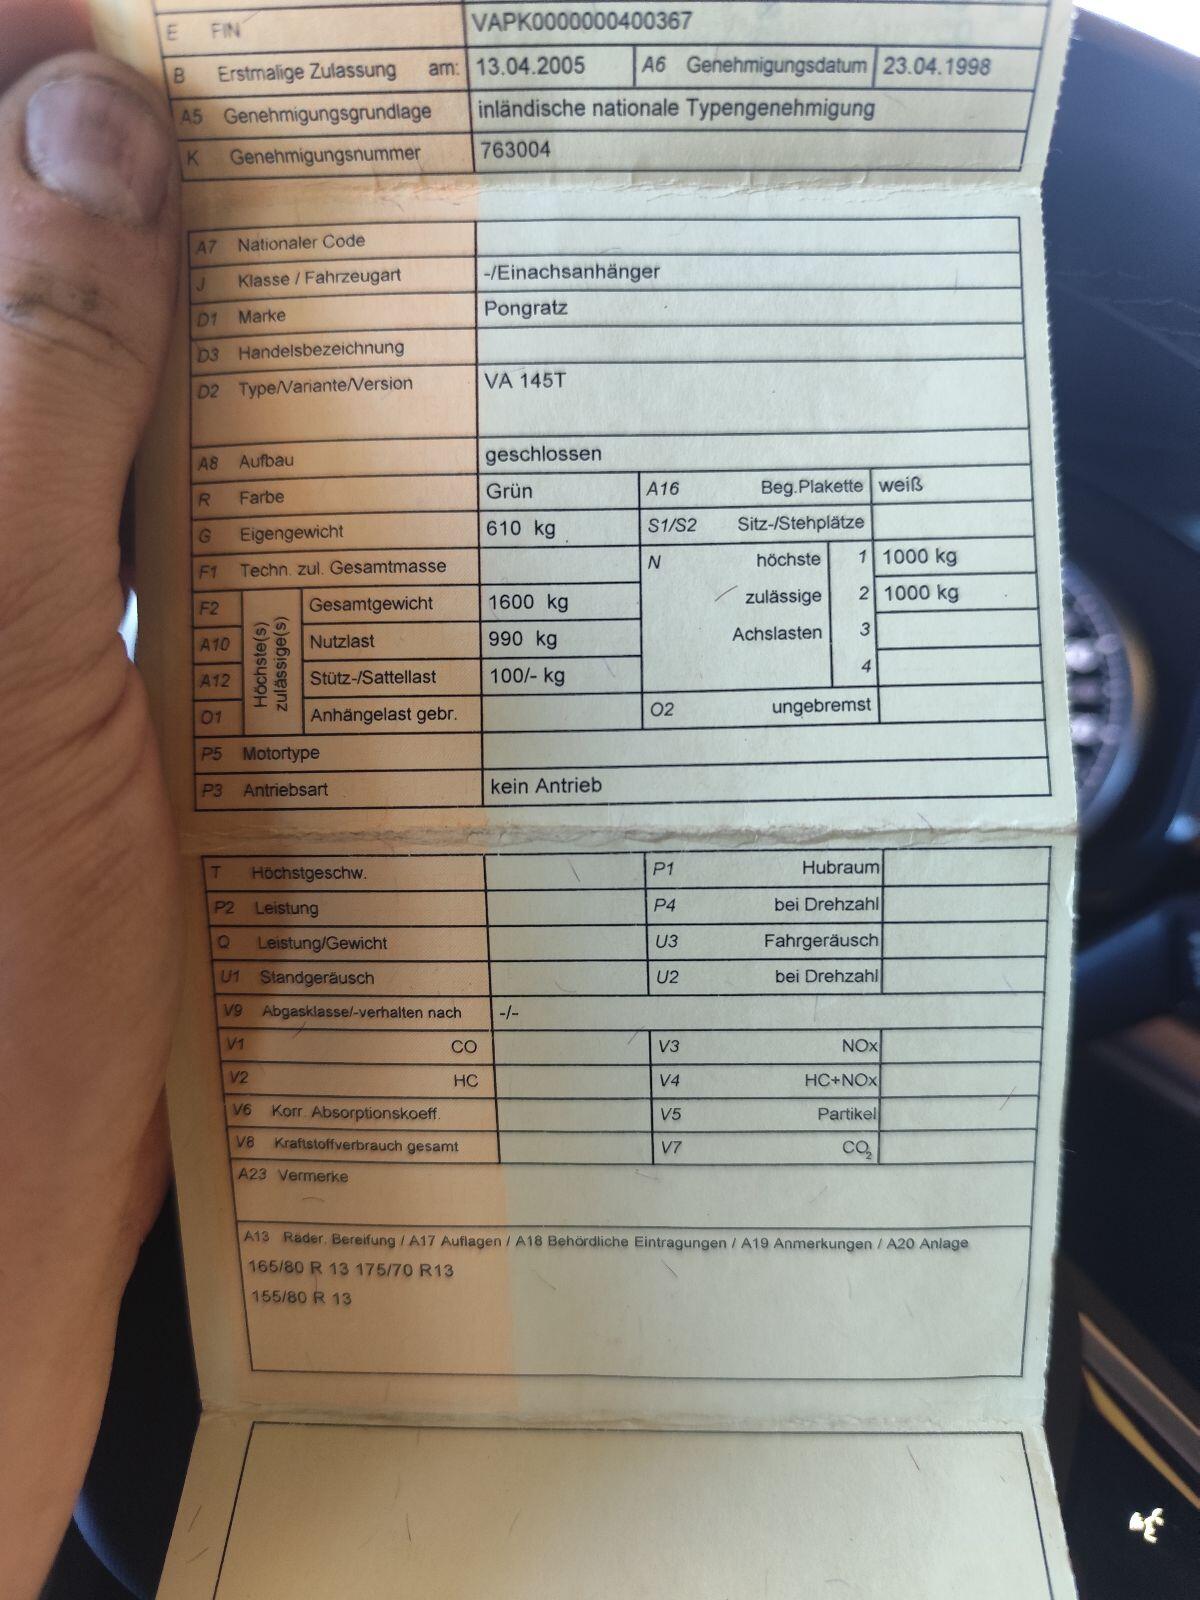 E FIN VAPK0000000400367
B Erstmalige Zulassung am: 13.04.2005 A6 Genehmigungsdatum 23.04.1998
A5 Genehmigungsgrundlage inländische nationale Typengenehmigung
K Genehmigungsnummer 763004
A7 Nationaler Code
J Klasse / Fahrzeugart -/Einachsanhänger
D1 Marke Pongratz
D3 Handelsbezeichnung
D2 Type/Variante/Version VA 145T
A8 Aufbau geschlossen
R Farbe Grün A16 Beg.Plakette weiß
G Eigengewicht 610 kg S1/S2 Sitz-/Stehplätze
F1 Techn. zul. Gesamtmasse N höchste 1 1000 kg
F2 Höchste(s) zulässige(s) Gesamtgewicht 1600 kg zulässige 2 1000 kg
A10 Nutzlast 990 kg Achslasten 3
A12 Stütz-/Sattellast 100/- kg 4
O1 Anhängelast gebr. O2 ungebremst
P5 Motortype
P3 Antriebsart kein Antrieb
T Höchstgeschw. P1 Hubraum
P2 Leistung P4 bei Drehzahl
Q Leistung/Gewicht U3 Fahrgeräusch
U1 Standgeräusch U2 bei Drehzahl
V9 Abgasklasse/-verhalten nach -/-
V1 CO V3 NOx
V2 HC V4 HC+NOx
V6 Korr. Absorptionskoeff. V5 Partikel
V8 Kraftstoffverbrauch gesamt V7 CO2
A23 Vermerke
A13 Räder. Bereifung / A17 Auflagen / A18 Behördliche Eintragungen / A19 Anmerkungen / A20 Anlage
165/80 R 13 175/70 R13
155/80 R 13